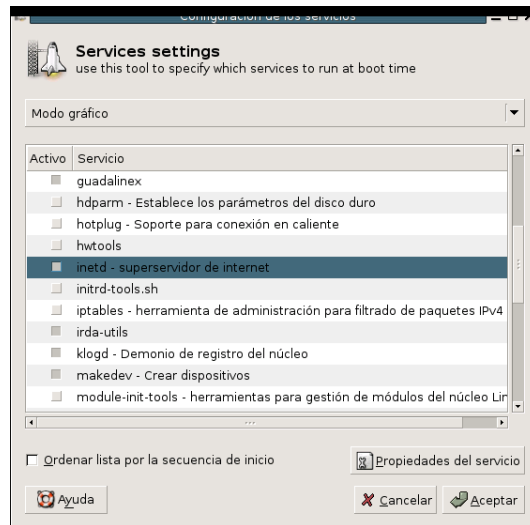 Configuración de los servicios
Services settings
use this tool to specify which services to run at boot time
Modo gráfico
Activo Servicio
guadalinex
hdparm - Establece los parámetros del disco duro
hotplug - Soporte para conexión en caliente
hwtools
inetd - superservidor de internet
initrd-tools.sh
iptables - herramienta de administración para filtrado de paquetes IPv4
irda-utils
klogd - Demonio de registro del núcleo
makedev - Crear dispositivos
module-init-tools - herramientas para gestión de módulos del núcleo Lin
Ordenar lista por la secuencia de inicio
Propiedades del servicio
Ayuda
Cancelar
Aceptar